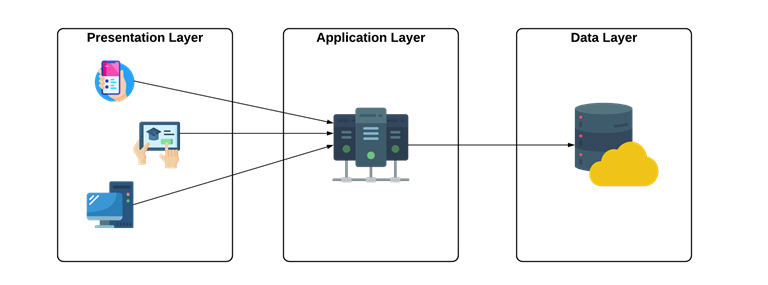 Presentation Layer
Application Layer
Data Layer